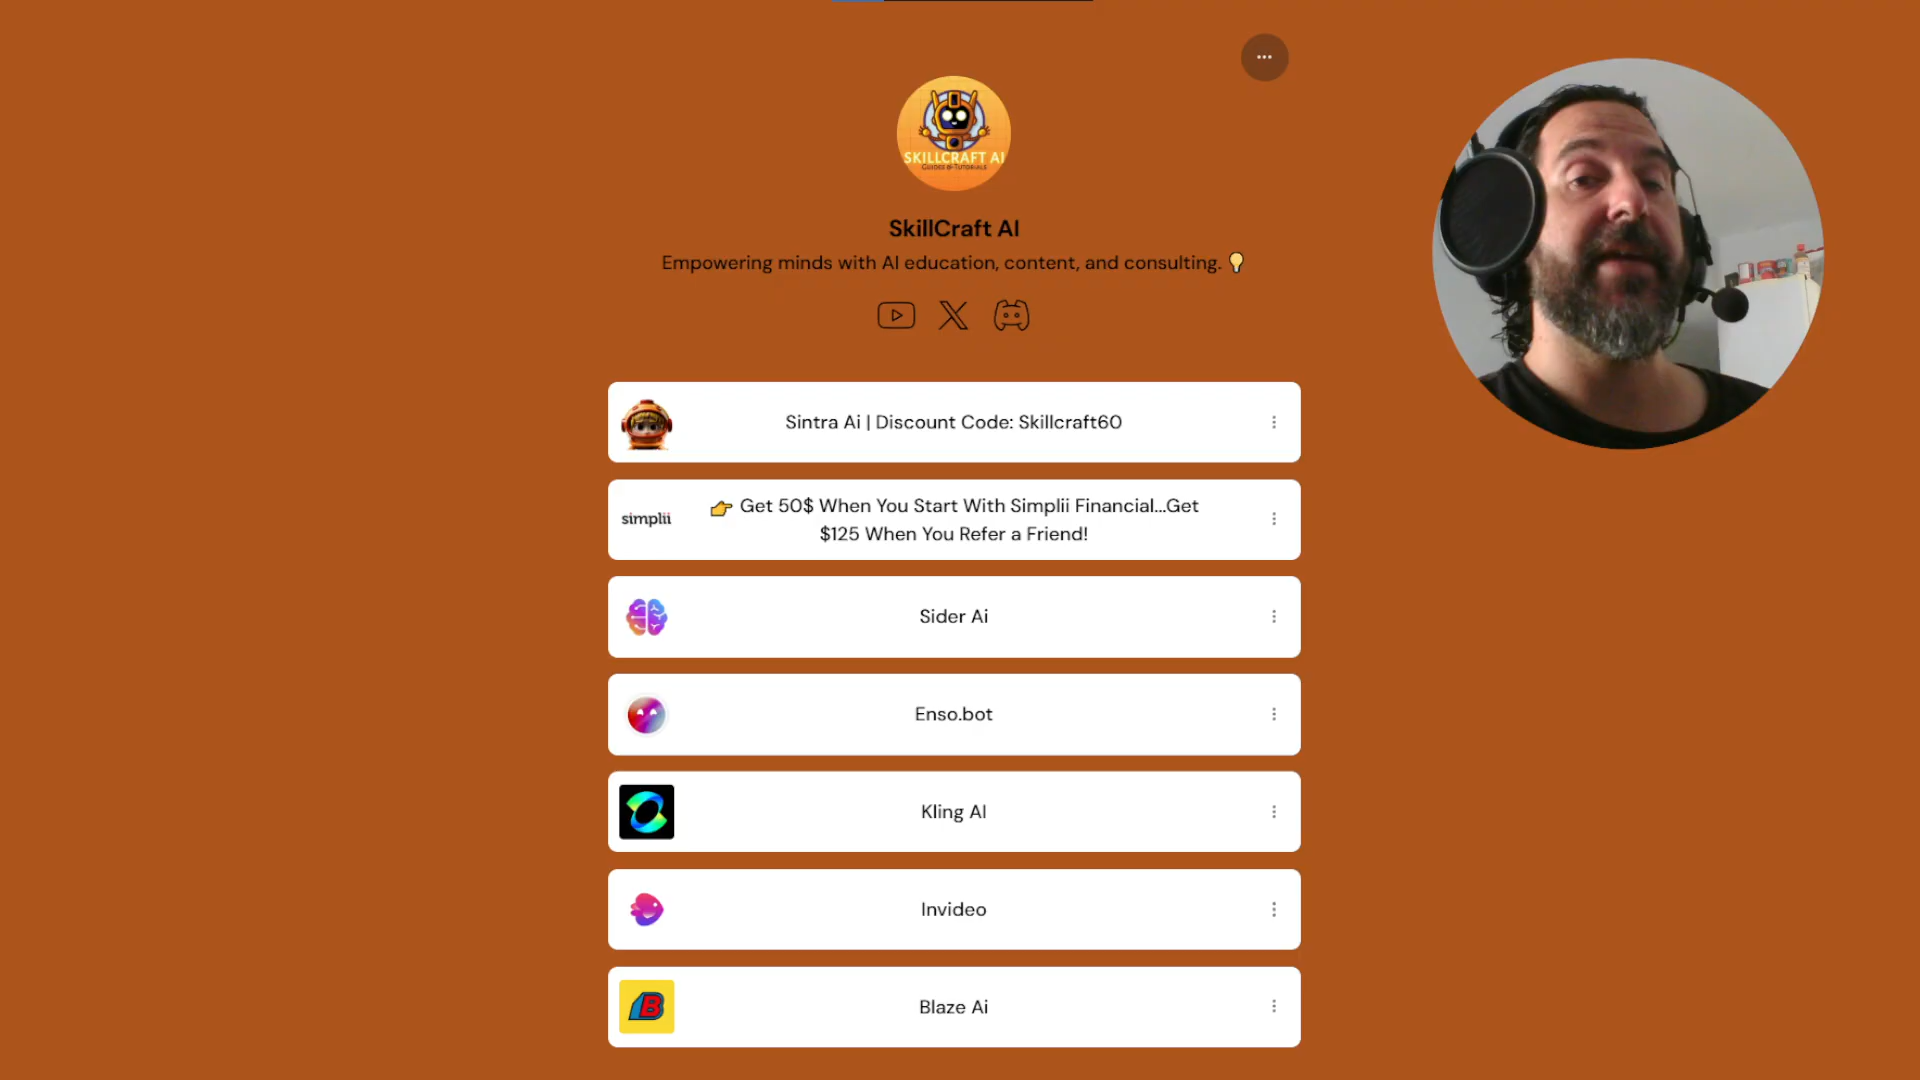 SKILLCRAFT AI
GUIDES & TUTORIALS
SkillCraft AI
Empowering minds with AI education, content, and consulting. 💡
Sintra Ai | Discount Code: Skillcraft60
simplii
👉 Get 50$ When You Start With Simplii Financial...Get
$125 When You Refer a Friend!
Sider Ai
Enso.bot
Kling AI
Invideo
B
Blaze Ai